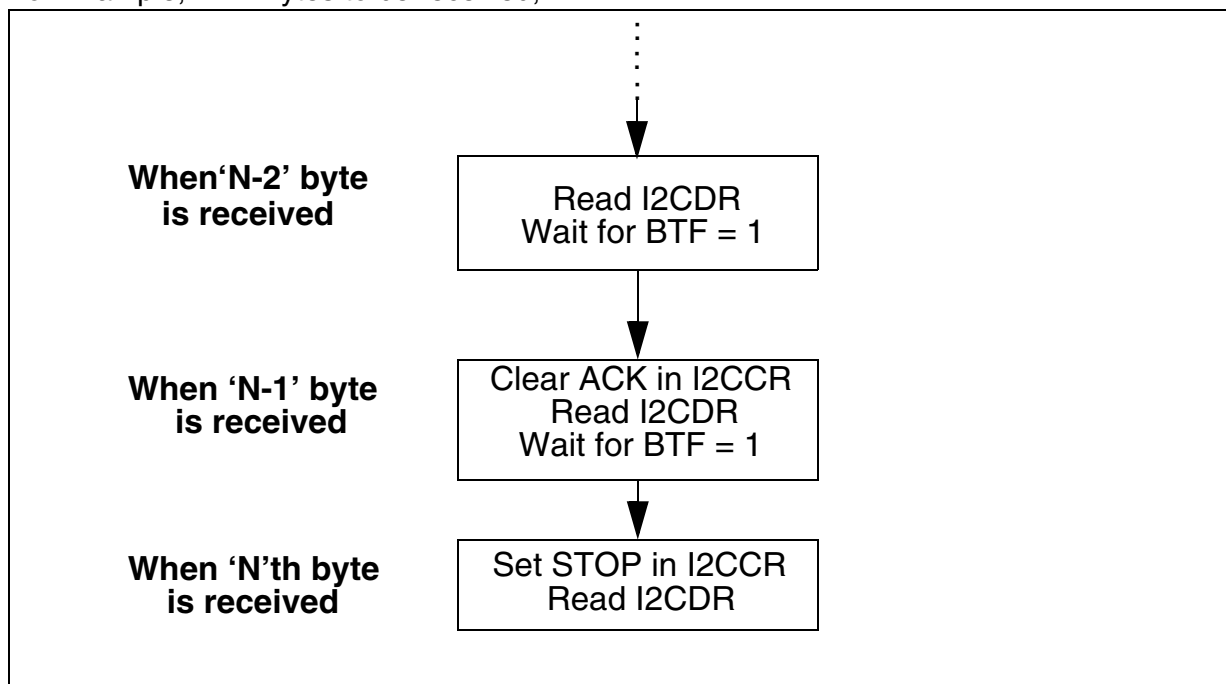 When‘N-2’ byte
is received
Read I2CDR
Wait for BTF = 1
When ‘N-1’ byte
is received
Clear ACK in I2CCR
Read I2CDR
Wait for BTF = 1
When ‘N’th byte
is received
Set STOP in I2CCR
Read I2CDR